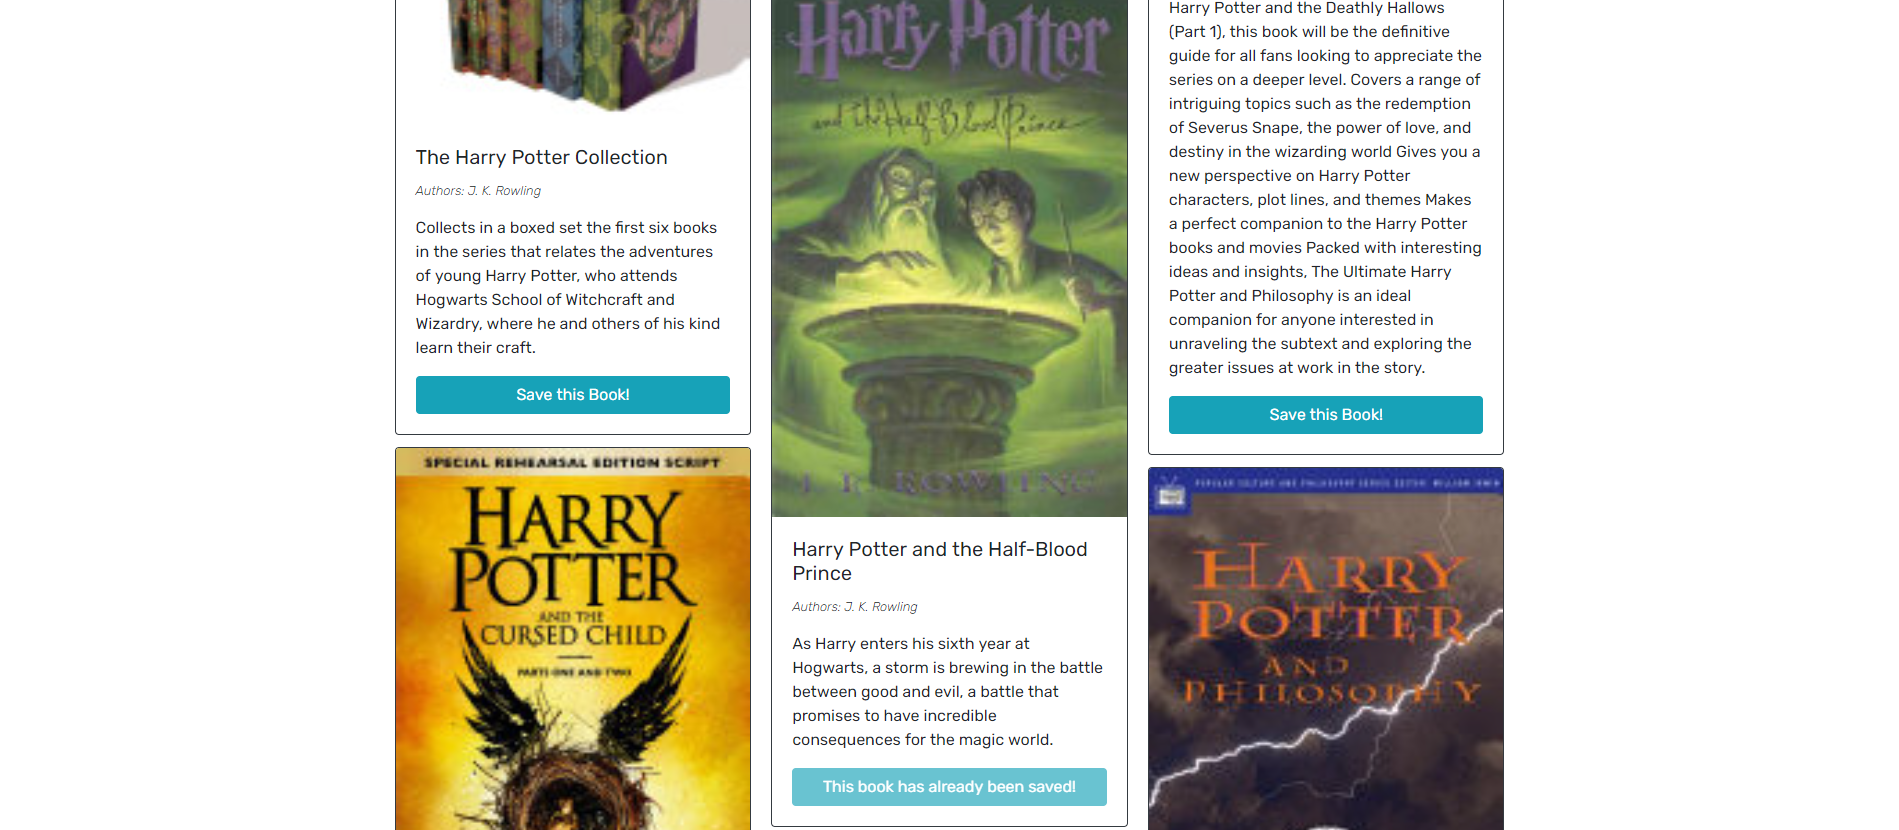 The Harry Potter Collection
Authors: J. K. Rowling
Collects in a boxed set the first six books
in the series that relates the adventures
of young Harry Potter, who attends
Hogwarts School of Witchcraft and
Wizardry, where he and others of his kind
learn their craft.
Save this Book!
SPECIAL REHEARSAL EDITION SCRIPT
HARRY
POTTER
AND THE
CURSED CHILD
PARTS ONE AND TWO
Harry Potter
and the Half-Blood Prince
J. K. ROWLING
Harry Potter and the Half-Blood
Prince
Authors: J. K. Rowling
As Harry enters his sixth year at
Hogwarts, a storm is brewing in the battle
between good and evil, a battle that
promises to have incredible
consequences for the magic world.
This book has already been saved!
Harry Potter and the Deathly Hallows
(Part 1), this book will be the definitive
guide for all fans looking to appreciate the
series on a deeper level. Covers a range of
intriguing topics such as the redemption
of Severus Snape, the power of love, and
destiny in the wizarding world Gives you a
new perspective on Harry Potter
characters, plot lines, and themes Makes
a perfect companion to the Harry Potter
books and movies Packed with interesting
ideas and insights, The Ultimate Harry
Potter and Philosophy is an ideal
companion for anyone interested in
unraveling the subtext and exploring the
greater issues at work in the story.
Save this Book!
POPULAR CULTURE AND PHILOSOPHY SERIES EDITOR: WILLIAM IRWIN
HARRY
POTTER
AND
PHILOSOPHY